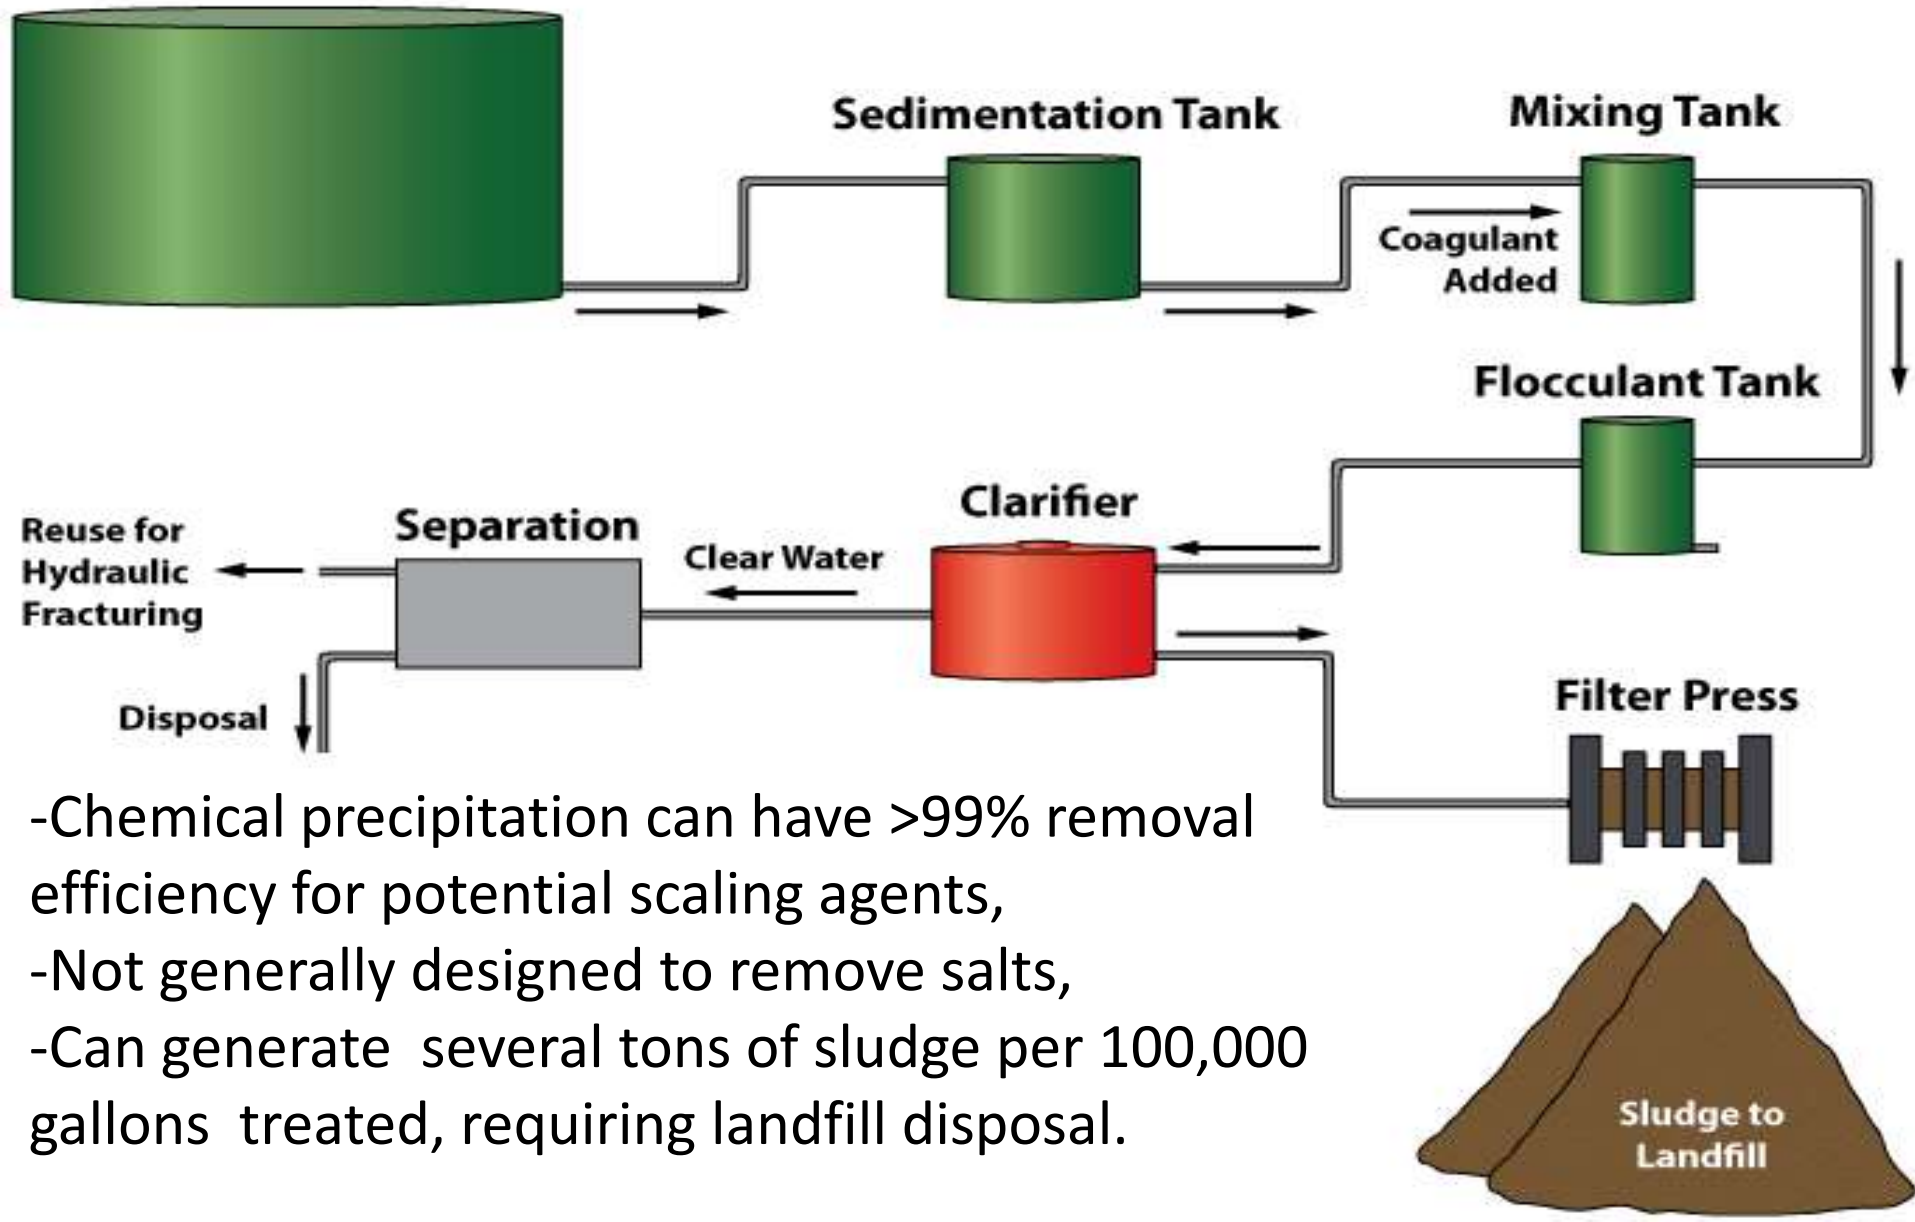 Sedimentation Tank
Mixing Tank
Coagulant
Added
Flocculant Tank
Clarifier
Separation
Clear Water
Reuse for
Hydraulic
Fracturing
Disposal
Filter Press
-Chemical precipitation can have >99% removal
efficiency for potential scaling agents,
-Not generally designed to remove salts,
-Can generate  several tons of sludge per 100,000
gallons  treated, requiring landfill disposal.
Sludge to
Landfill